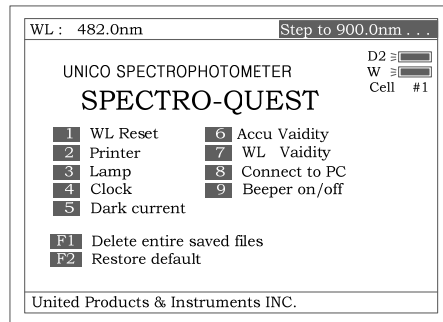 WL : 482.0nm Step to 900.0nm . . .
D2
UNICO SPECTROPHOTOMETER W
Cell #1
SPECTRO-QUEST
1 WL Reset 6 Accu Vaidity
2 Printer 7 WL Vaidity
3 Lamp 8 Connect to PC
4 Clock 9 Beeper on/off
5 Dark current
F1 Delete entire saved files
F2 Restore default
United Products & Instruments INC.